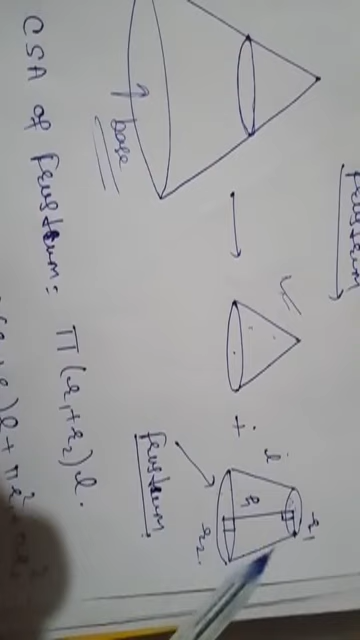 Frustum
base
l
h
r₁
r₂
Frustum
CSA of Frustum = π(r₁+r₂)l.